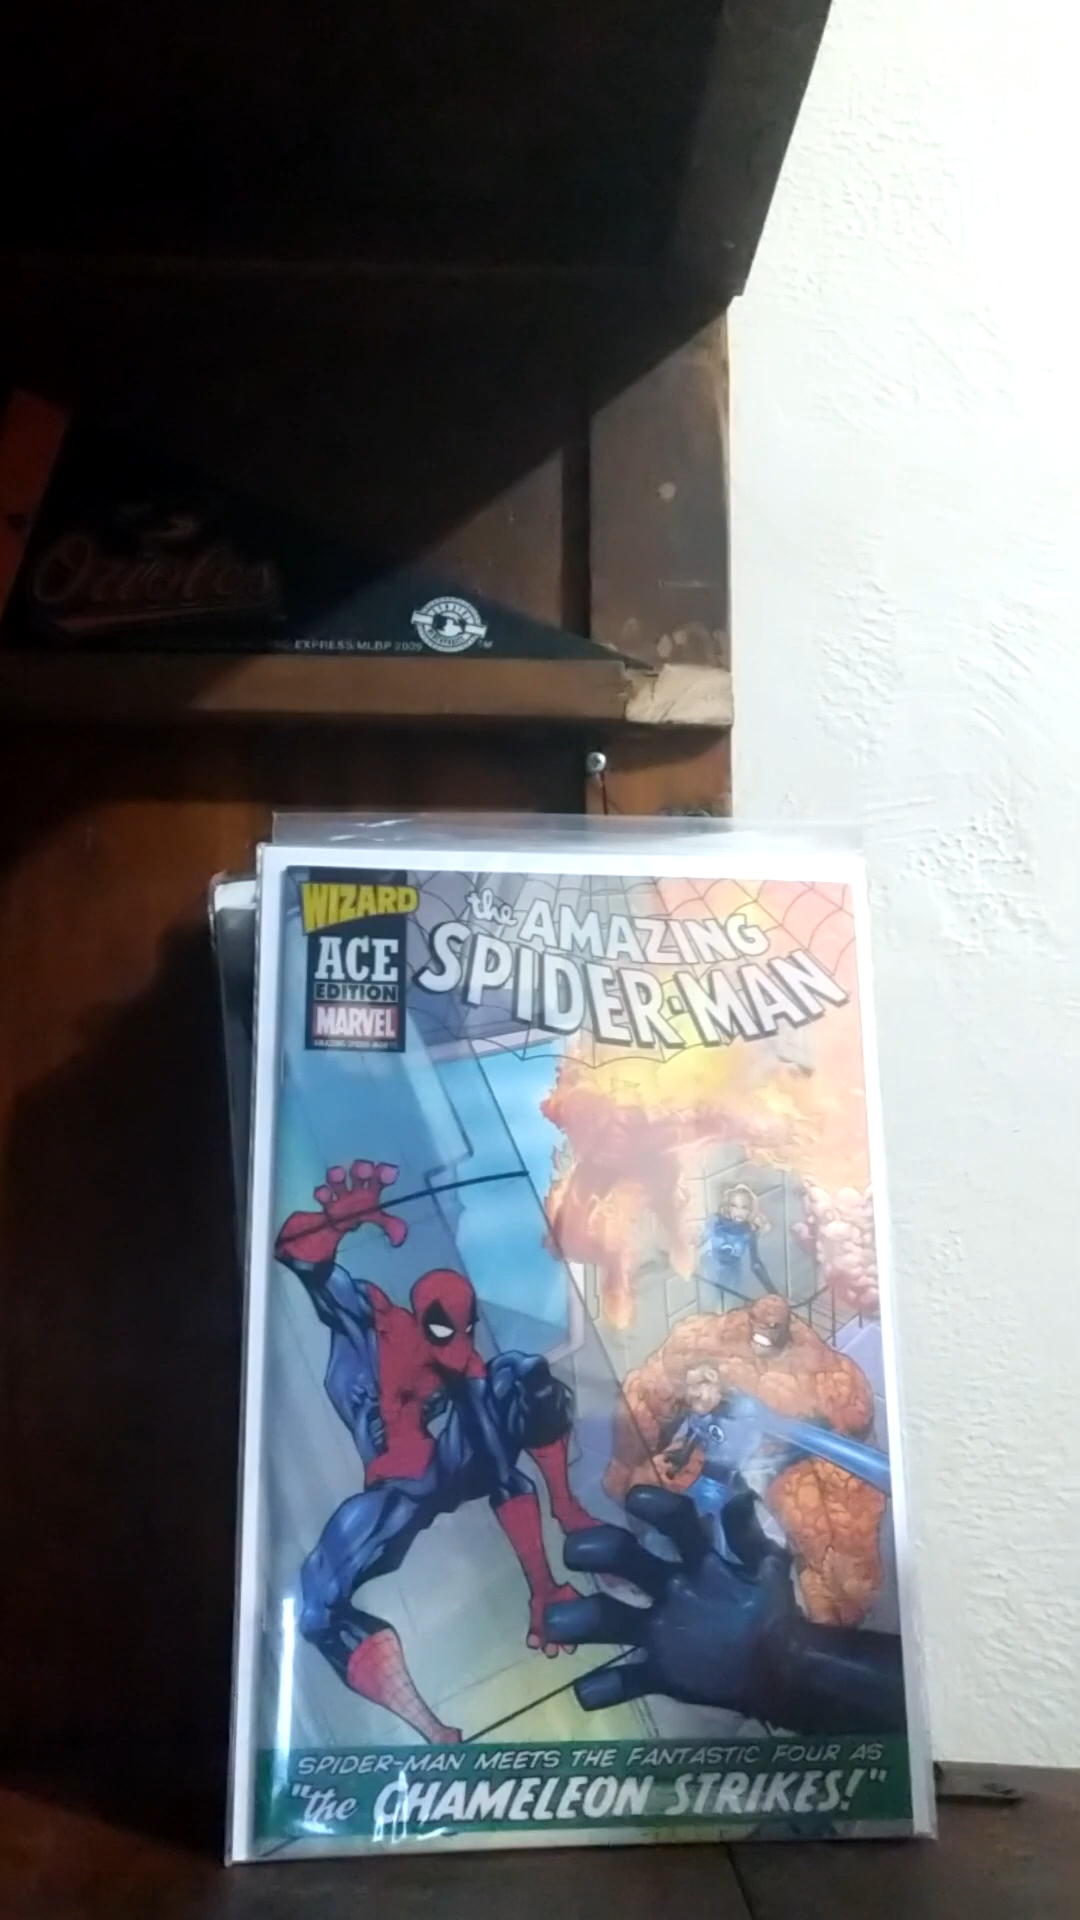 Orioles
EXPRESS/MLBP 2009
WIZARD
ACE
EDITION
MARVEL
the AMAZING
SPIDER-MAN
SPIDER-MAN MEETS THE FANTASTIC FOUR AS
"the CHAMELEON STRIKES!"